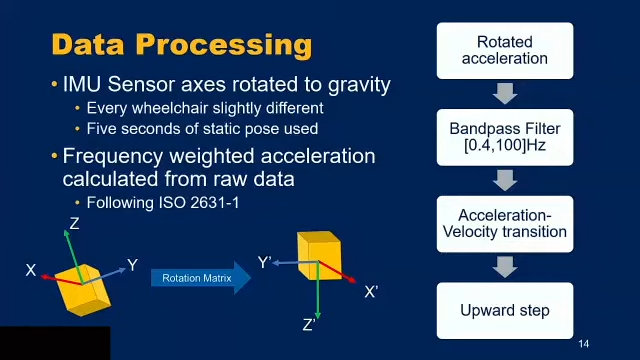 Data Processing
• IMU Sensor axes rotated to gravity
• Every wheelchair slightly different
• Five seconds of static pose used
• Frequency weighted acceleration
calculated from raw data
• Following ISO 2631-1
Z
X
Y
Rotation Matrix
Y’
X’
Z’
Rotated
acceleration
Bandpass Filter
[0.4,100]Hz
Acceleration-
Velocity transition
Upward step
14